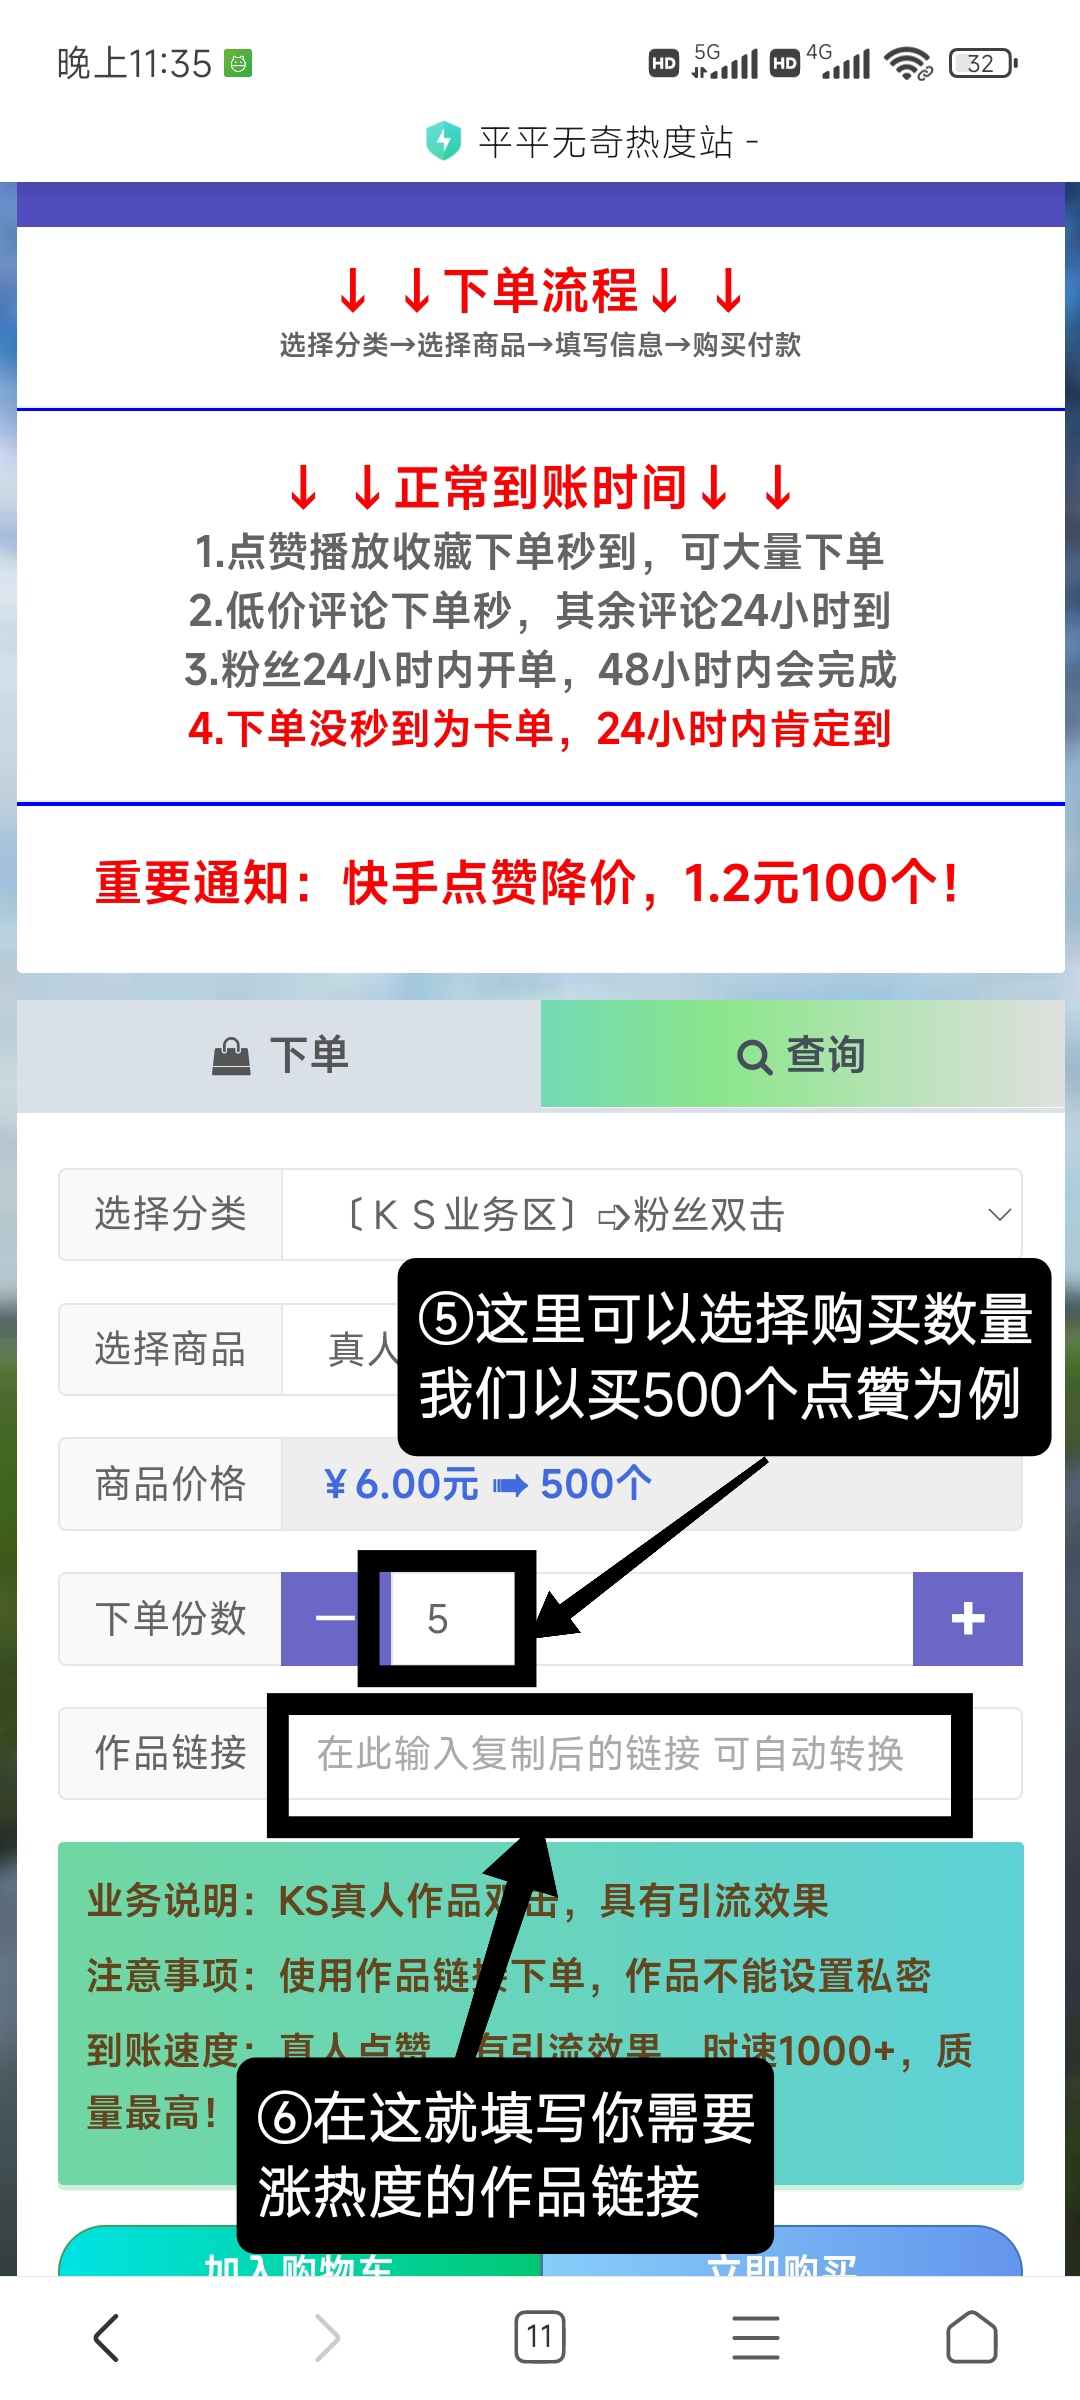 晚上11:35
HD 5G HD 4G 32
平平无奇热度站 -
↓ ↓下单流程↓ ↓
选择分类→选择商品→填写信息→购买付款
↓ ↓正常到账时间↓ ↓
1.点赞播放收藏下单秒到，可大量下单
2.低价评论下单秒，其余评论24小时到
3.粉丝24小时内开单，48小时内会完成
4.下单没秒到为卡单，24小时内肯定到
重要通知：快手点赞降价，1.2元100个！
下单 查询
选择分类 〔ＫＳ业务区〕➩粉丝双击
⑤这里可以选择购买数量
我们以买500个点赞为例
选择商品 真人
商品价格 ¥6.00元➠500个
下单份数 — 5 +
作品链接 在此输入复制后的链接 可自动转换
业务说明：KS真人作品双击，具有引流效果
注意事项：使用作品链接下单，作品不能设置私密
到账速度：真人点赞 有引流效果 时速1000+，质
量最高！
⑥在这就填写你需要
涨热度的作品链接
加入购物车 立即购买
11